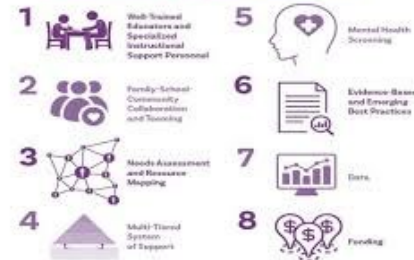 1
Well-Trained
Educators and
Specialized
Instructional
Support Personnel
2
Family-School-
Community
Collaboration
and Teaming
3
Needs Assessment
and Resource
Mapping
4
Multi-Tiered
System
of Support
5
Mental Health
Screening
6
Evidence-Based
and Emerging
Best Practices
7
Data
8
$ $ $
Funding